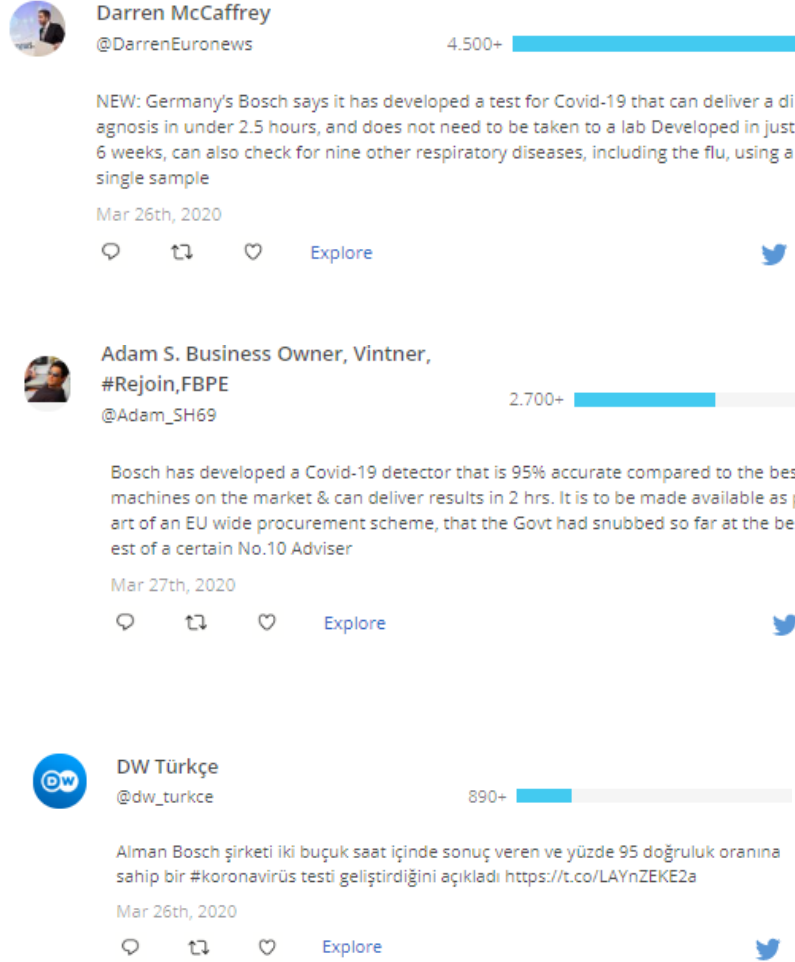 Darren McCaffrey
@DarrenEuronews
4.500+
NEW: Germany's Bosch says it has developed a test for Covid-19 that can deliver a di
agnosis in under 2.5 hours, and does not need to be taken to a lab Developed in just
6 weeks, can also check for nine other respiratory diseases, including the flu, using a
single sample
Mar 26th, 2020
Explore
Adam S. Business Owner, Vintner,
#Rejoin,FBPE
@Adam_SH69
2.700+
Bosch has developed a Covid-19 detector that is 95% accurate compared to the bes
machines on the market & can deliver results in 2 hrs. It is to be made available as p
art of an EU wide procurement scheme, that the Govt had snubbed so far at the be
est of a certain No.10 Adviser
Mar 27th, 2020
Explore
DW
DW Türkçe
@dw_turkce
890+
Alman Bosch şirketi iki buçuk saat içinde sonuç veren ve yüzde 95 doğruluk oranına
sahip bir #koronavirüs testi geliştirdiğini açıkladı https://t.co/LAYnZEKE2a
Mar 26th, 2020
Explore